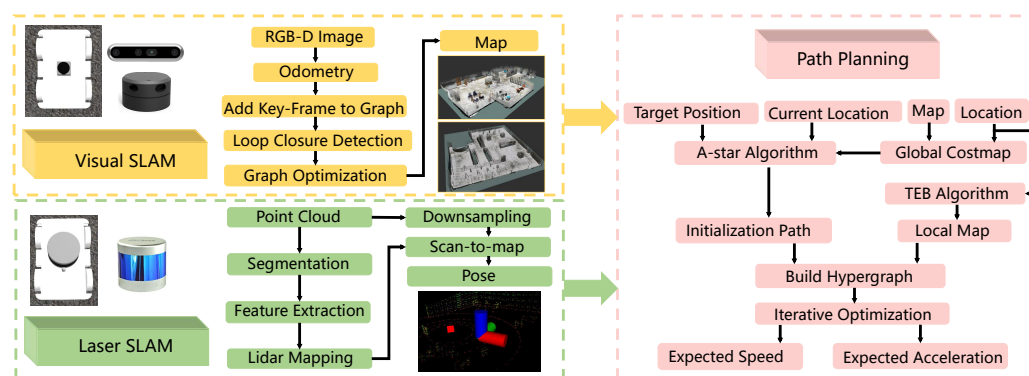 RGB-D Image
Odometry
Add Key-Frame to Graph
Loop Closure Detection
Graph Optimization
Map
Visual SLAM
Point Cloud
Segmentation
Feature Extraction
Lidar Mapping
Downsampling
Scan-to-map
Pose
Laser SLAM
Path Planning
Target Position
Current Location
Map
Location
A-star Algorithm
Global Costmap
TEB Algorithm
Initialization Path
Local Map
Build Hypergraph
Iterative Optimization
Expected Speed
Expected Acceleration